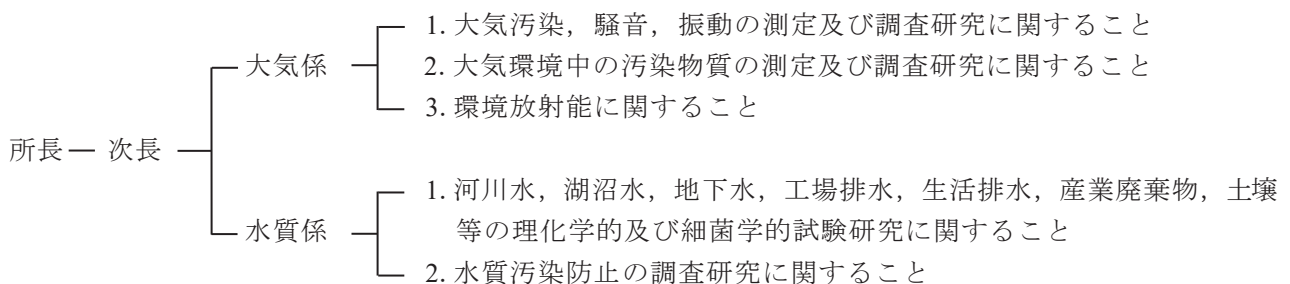 所長 次長
大気係
1. 大気汚染，騒音，振動の測定及び調査研究に関すること
2. 大気環境中の汚染物質の測定及び調査研究に関すること
3. 環境放射能に関すること
水質係
1. 河川水，湖沼水，地下水，工場排水，生活排水，産業廃棄物，土壌
等の理化学的及び細菌学的試験研究に関すること
2. 水質汚染防止の調査研究に関すること